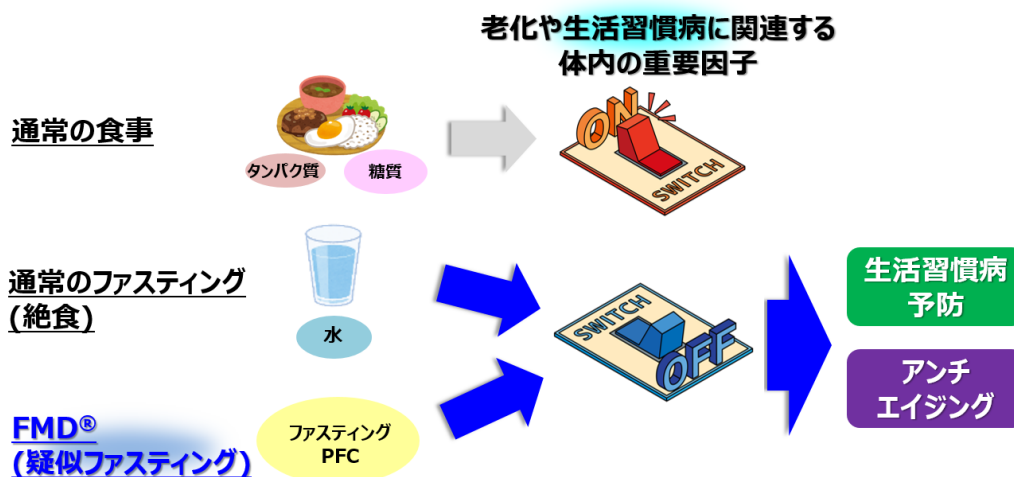 老化や生活習慣病に関連する
体内の重要因子
通常の食事
タンパク質
糖質
ON
SWITCH
通常のファスティング
(絶食)
水
SWITCH
OFF
生活習慣病
予防
アンチ
エイジング
FMD®
(疑似ファスティング)
ファスティング
PFC